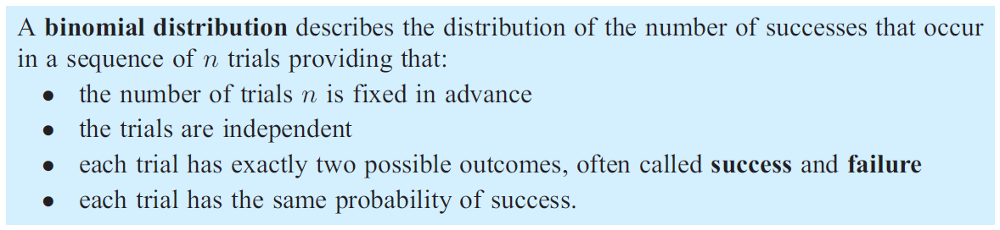 A binomial distribution describes the distribution of the number of successes that occur
in a sequence of n trials providing that:
• the number of trials n is fixed in advance
• the trials are independent
• each trial has exactly two possible outcomes, often called success and failure
• each trial has the same probability of success.